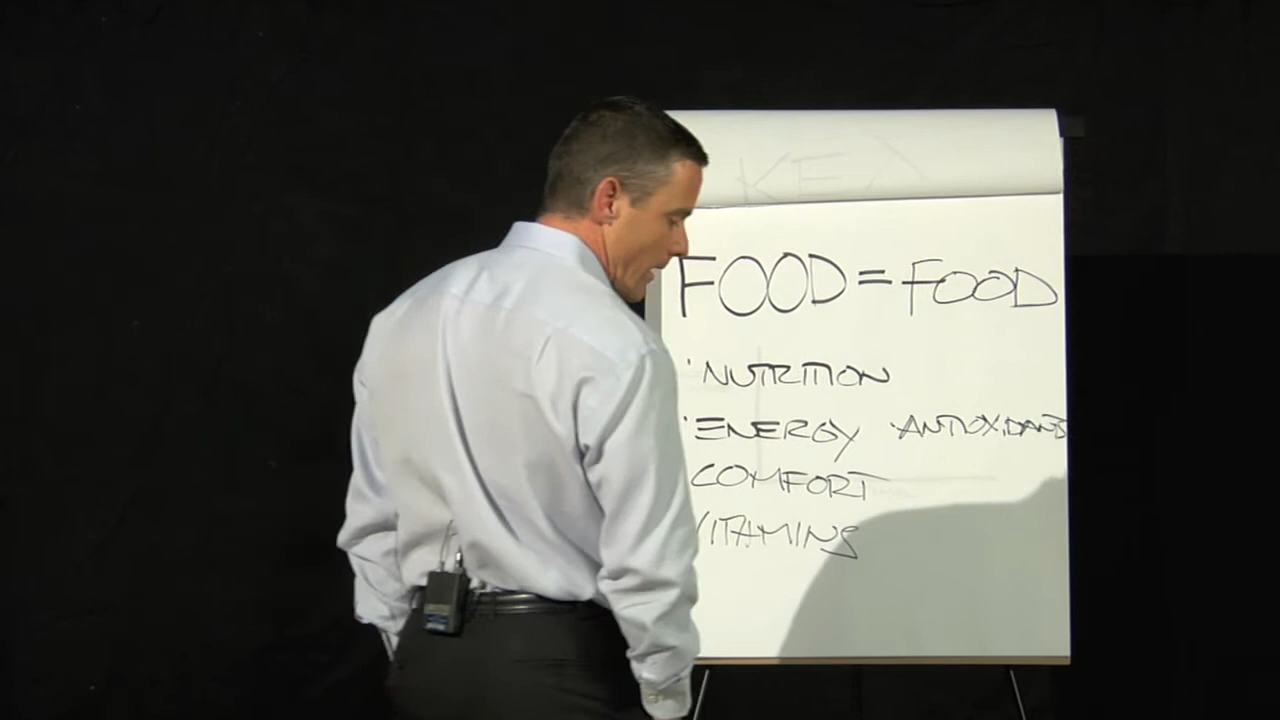 FOOD = FOOD
· NUTRITION
· ENERGY · ANTIOXIDANTS
COMFORT
VITAMINS